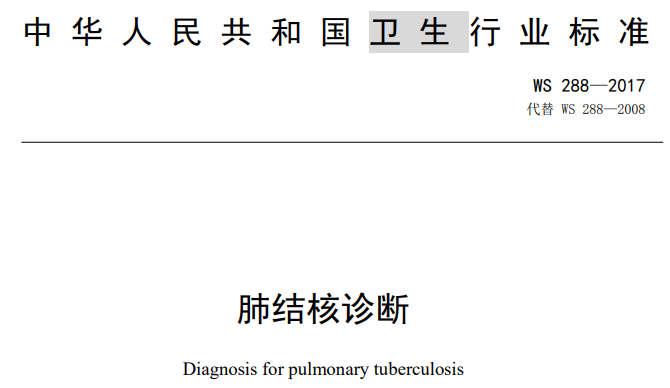 中华人民共和国卫生行业标准
WS 288—2017
代替 WS 288—2008
肺结核诊断
Diagnosis for pulmonary tuberculosis